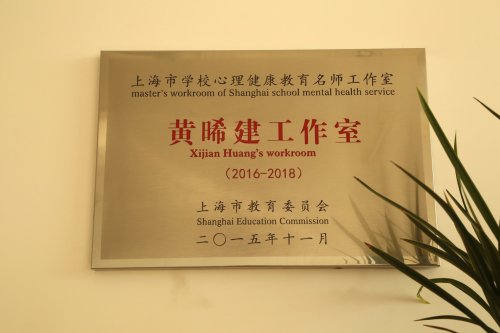 上海市学校心理健康教育名师工作室
master's workroom of Shanghai school mental health service
黄晞建工作室
Xijian Huang's workroom
(2016-2018)
上海市教育委员会
Shanghai Education Commission
二〇一五年十一月